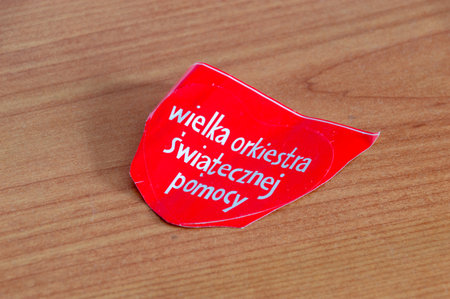 wielka orkiestra
świątecznej
pomocy